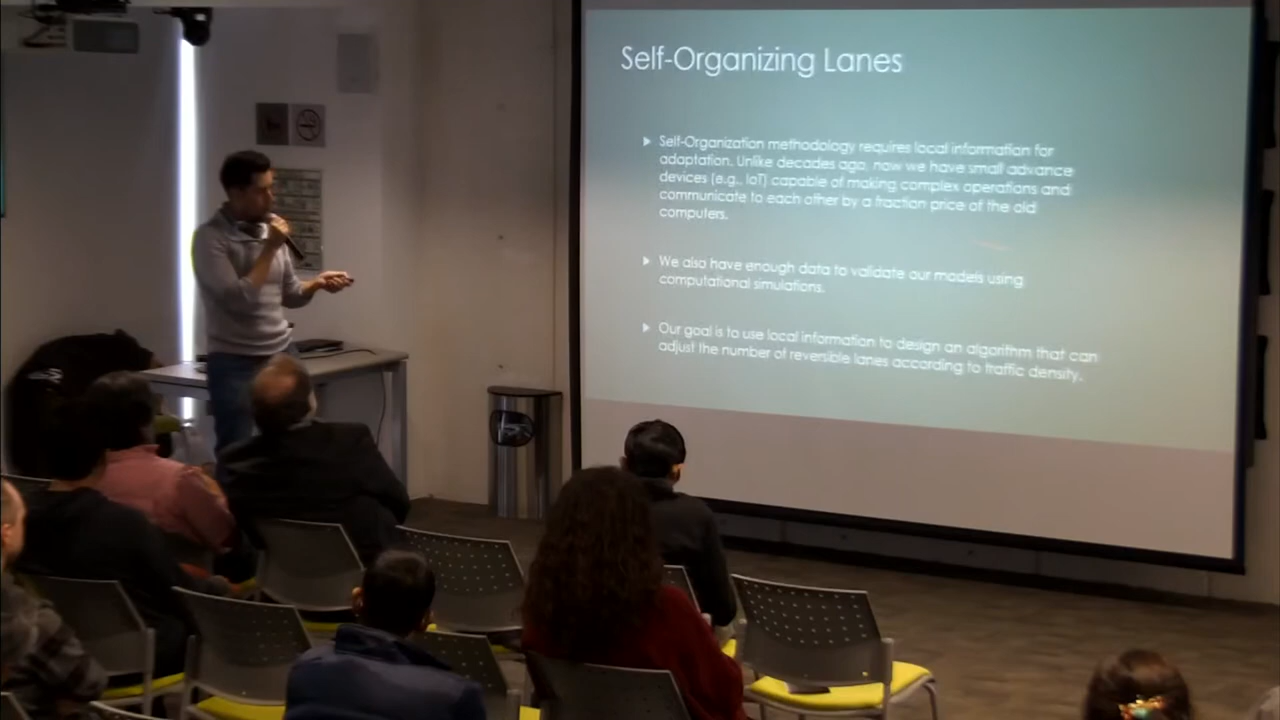 Self-Organizing Lanes
Self-Organization methodology requires local information for
adaptation. Unlike decades ago, now we have small advance
devices (e.g., IoT) capable of making complex operations and
communicate to each other by a fraction price of the old
computers.
We also have enough data to validate our models using
computational simulations.
Our goal is to use local information to design an algorithm that can
adjust the number of reversible lanes according to traffic density.